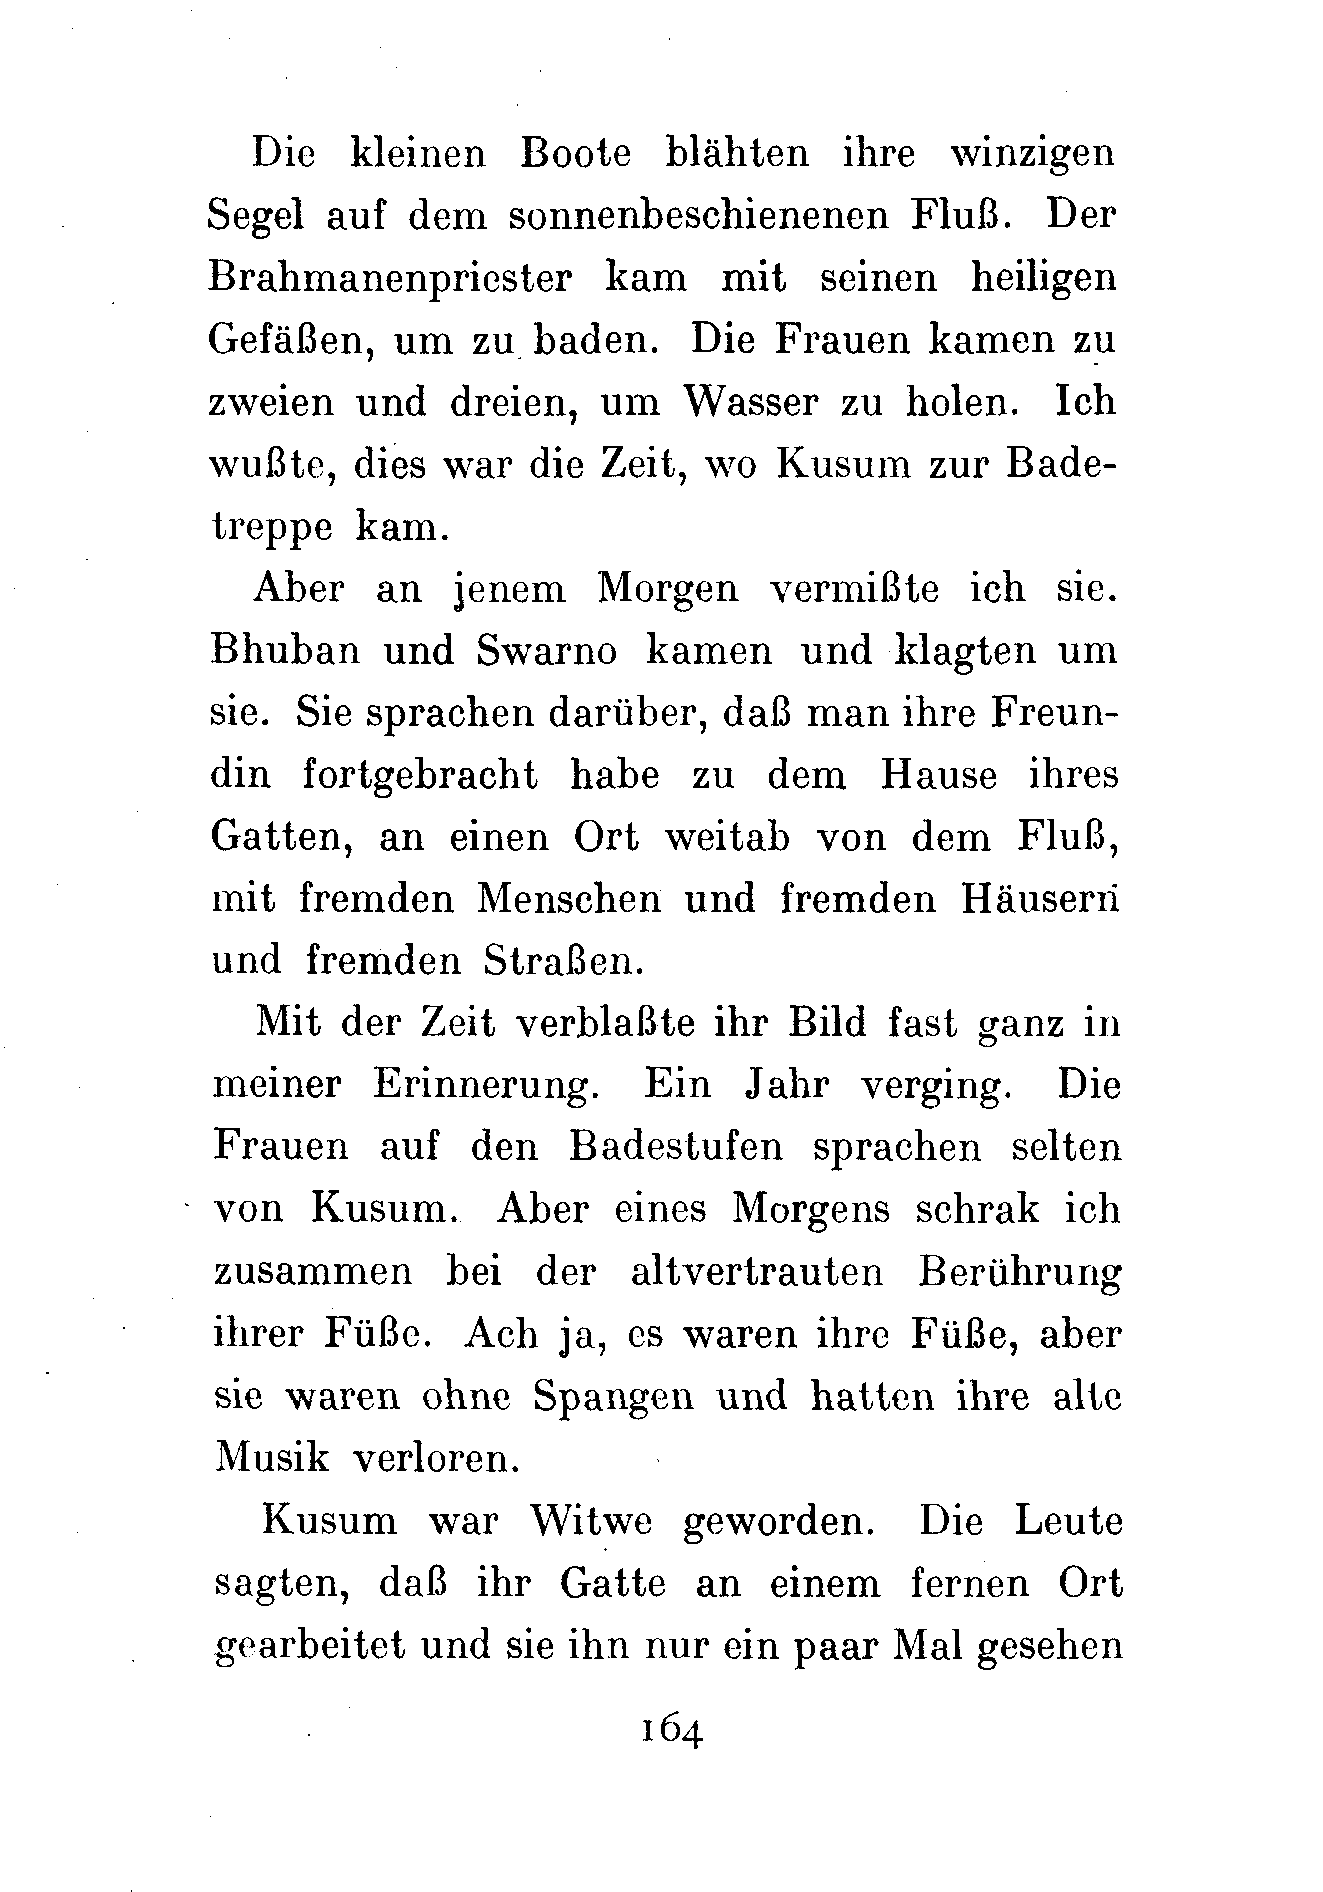 Die kleinen Boote blähten ihre winzigen
Segel auf dem sonnenbeschienenen Fluß. Der
Brahmanenpriester kam mit seinen heiligen
Gefäßen, um zu baden. Die Frauen kamen zu
zweien und dreien, um Wasser zu holen. Ich
wußte, dies war die Zeit, wo Kusum zur Bade-
treppe kam.
Aber an jenem Morgen vermißte ich sie.
Bhuban und Swarno kamen und klagten um
sie. Sie sprachen darüber, daß man ihre Freun-
din fortgebracht habe zu dem Hause ihres
Gatten, an einen Ort weitab von dem Fluß,
mit fremden Menschen und fremden Häusern
und fremden Straßen.
Mit der Zeit verblaßte ihr Bild fast ganz in
meiner Erinnerung. Ein Jahr verging. Die
Frauen auf den Badestufen sprachen selten
von Kusum. Aber eines Morgens schrak ich
zusammen bei der altvertrauten Berührung
ihrer Füße. Ach ja, es waren ihre Füße, aber
sie waren ohne Spangen und hatten ihre alte
Musik verloren.
Kusum war Witwe geworden. Die Leute
sagten, daß ihr Gatte an einem fernen Ort
gearbeitet und sie ihn nur ein paar Mal gesehen
164